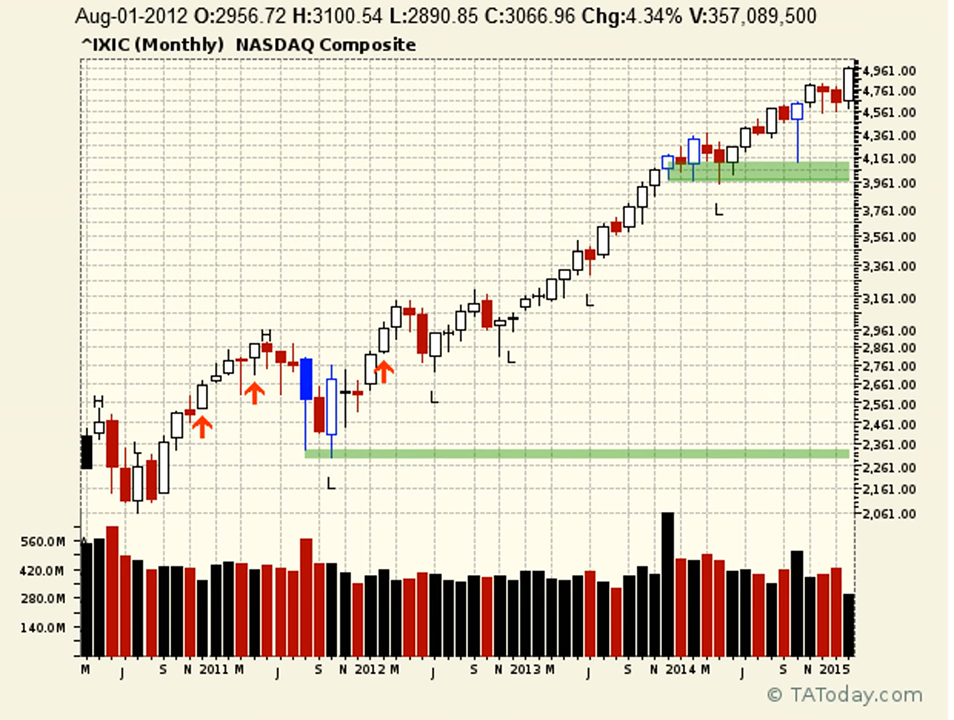 Aug-01-2012 O:2956.72 H:3100.54 L:2890.85 C:3066.96 Chg:4.34% V:357,089,500
^IXIC (Monthly) NASDAQ Composite
4,961.00
4,761.00
4,561.00
4,361.00
4,161.00
3,961.00
L
3,761.00
3,561.00
3,361.00
L
3,161.00
H
2,961.00
2,861.00
L
2,761.00
2,661.00
H
L
2,561.00
2,461.00
L
2,361.00
2,261.00
L
2,161.00
2,061.00
560.0M
420.0M
280.0M
140.0M
M J S N 2011 M J S N 2012 M J S N 2013 M J S N 2014 M J S N 2015
© TAToday.com